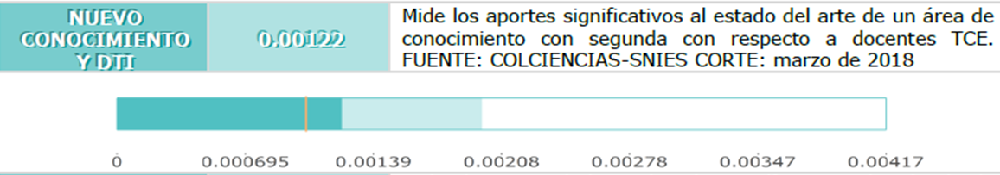 NUEVO
CONOCIMIENTO
Y DTI
0.00122
Mide los aportes significativos al estado del arte de un área de
conocimiento con segunda con respecto a docentes TCE.
FUENTE: COLCIENCIAS-SNIES CORTE: marzo de 2018
0 0.000695 0.00139 0.00208 0.00278 0.00347 0.00417